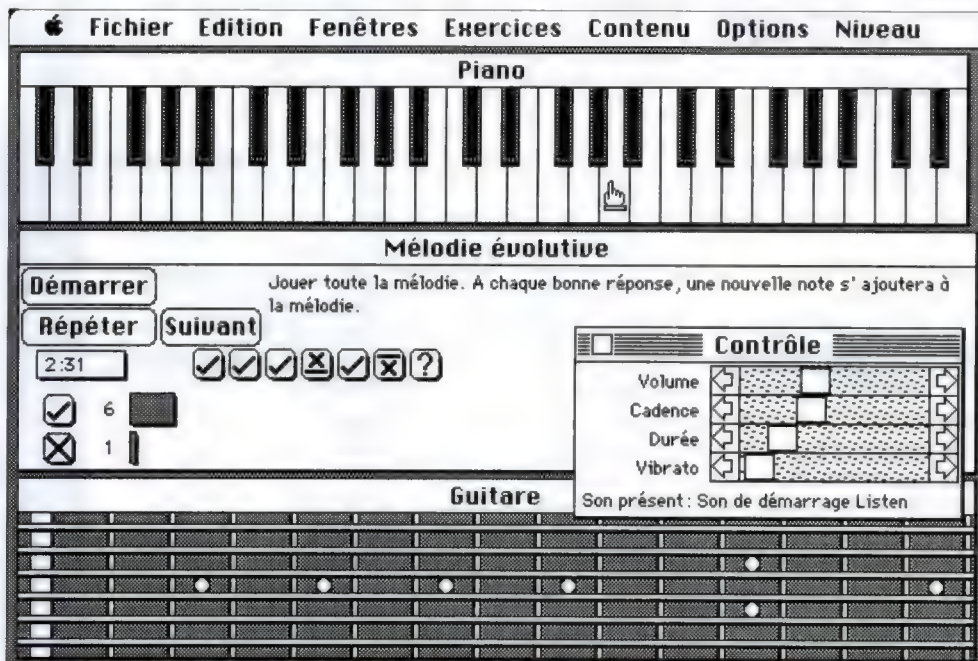 Fichier Edition Fenêtres Exercices Contenu Options Niveau
Piano
Mélodie évolutive
Démarrer
Jouer toute la mélodie. A chaque bonne réponse, une nouvelle note s' ajoutera à
la mélodie.
Répéter Suivant
2:31
?
6
1
Contrôle
Volume
Cadence
Durée
Vibrato
Son présent: Son de démarrage Listen
Guitare